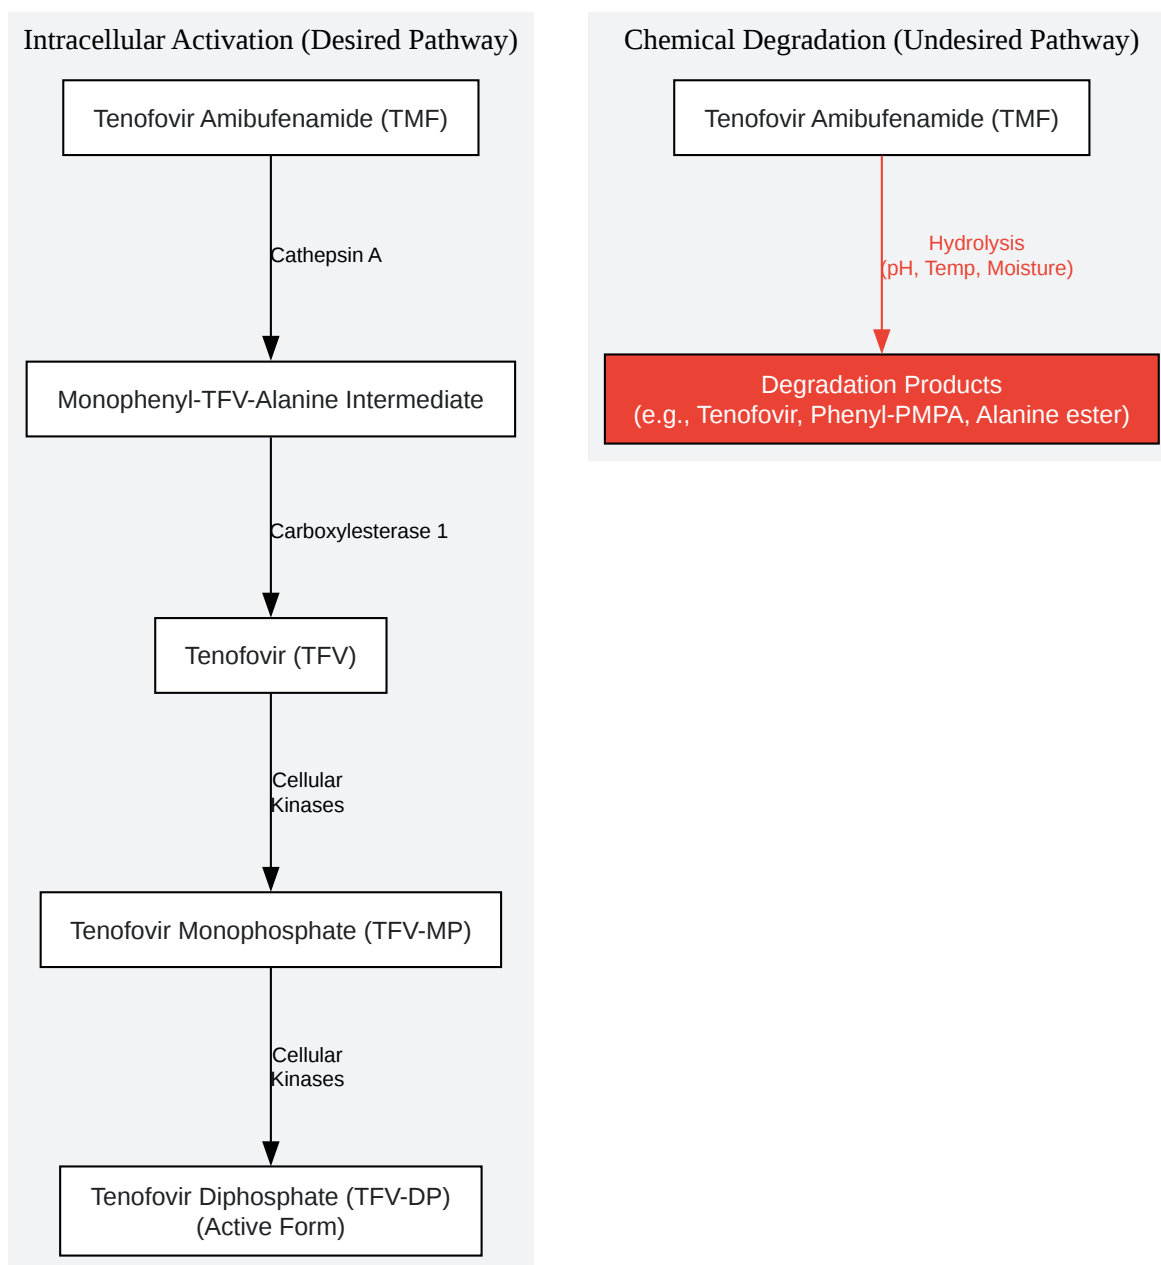 Intracellular Activation (Desired Pathway)
Tenofovir Amibufenamide (TMF)
Cathepsin A
Monophenyl-TFV-Alanine Intermediate
Carboxylesterase 1
Tenofovir (TFV)
Cellular
Kinases
Tenofovir Monophosphate (TFV-MP)
Cellular
Kinases
Tenofovir Diphosphate (TFV-DP)
(Active Form)
Chemical Degradation (Undesired Pathway)
Tenofovir Amibufenamide (TMF)
Hydrolysis
(pH, Temp, Moisture)
Degradation Products
(e.g., Tenofovir, Phenyl-PMPA, Alanine ester)